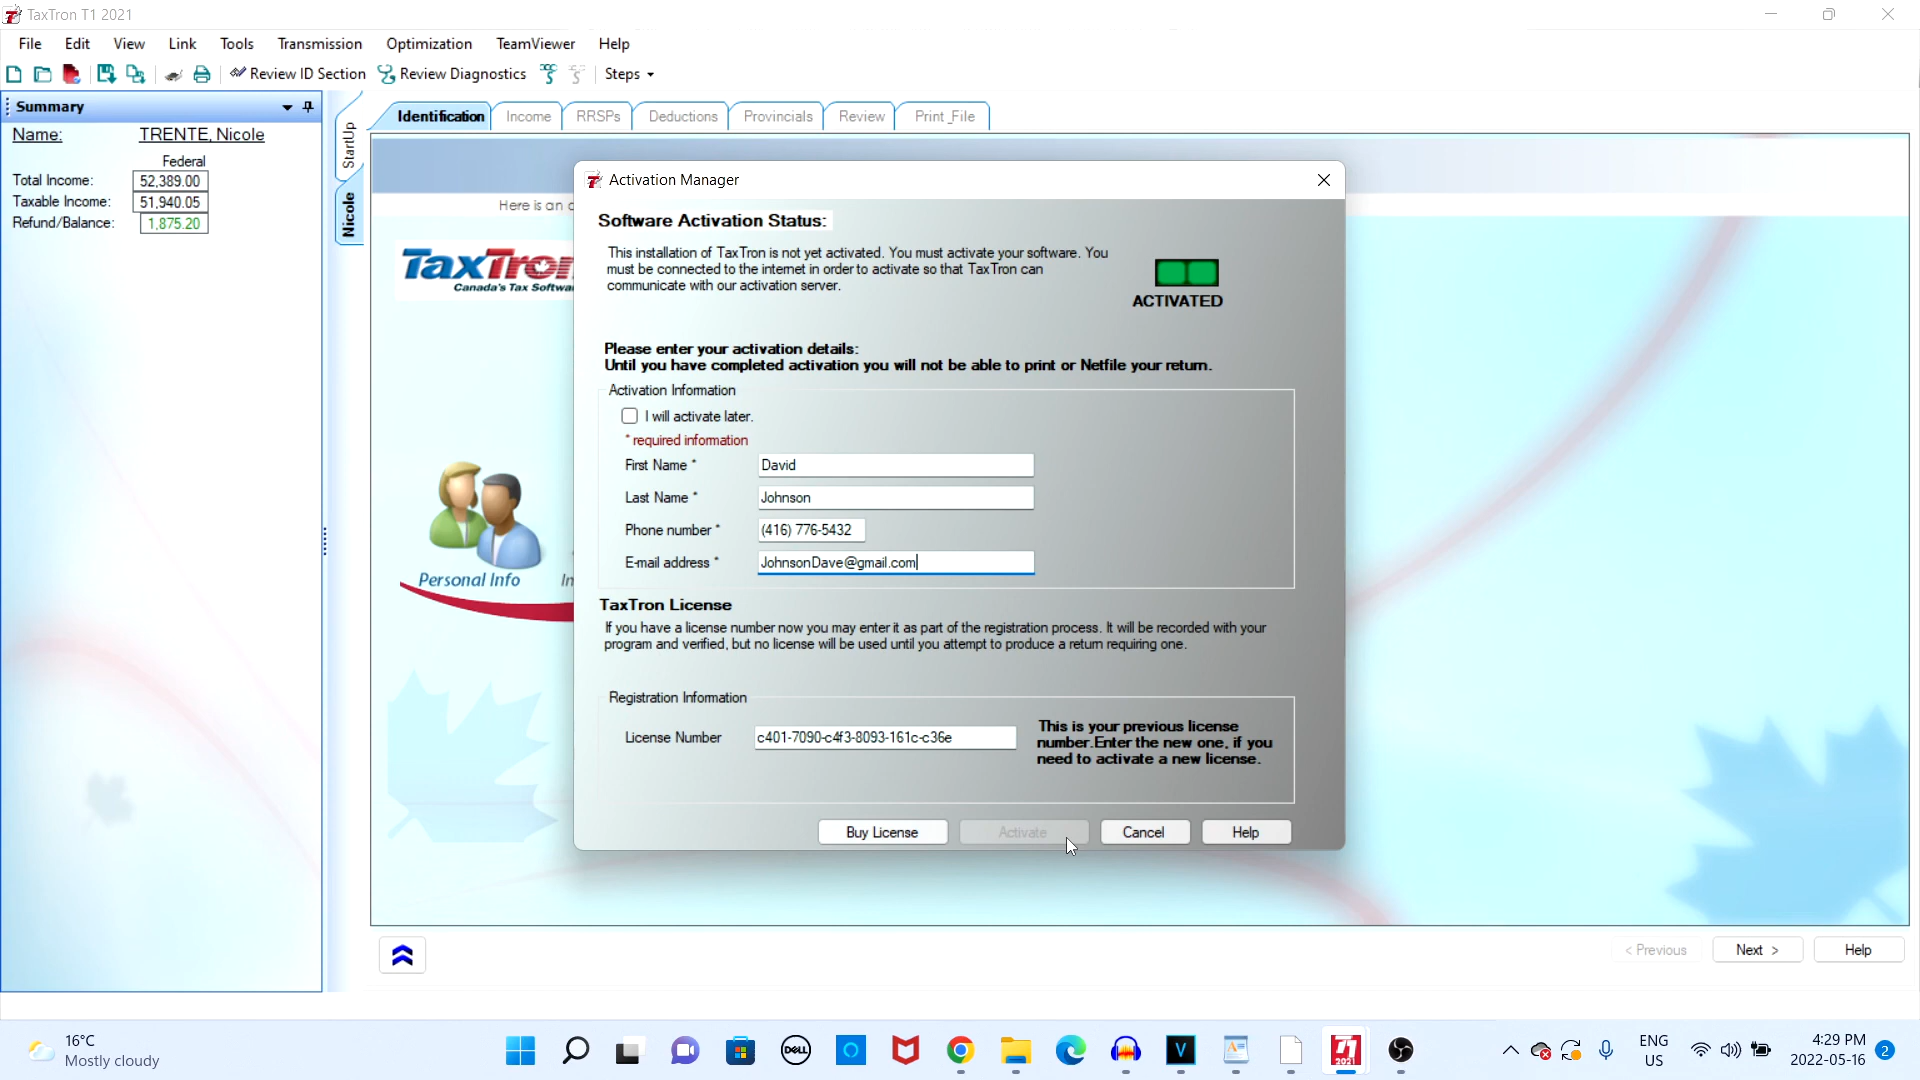 TaxTron T1 2021
File Edit View Link Tools Transmission Optimization TeamViewer Help
Review ID Section Review Diagnostics Steps
Summary
Name: TRENTE, Nicole
Federal
Total Income: 52,389.00
Taxable Income: 51,940.05
Refund/Balance: 1,875.20
StartUp
Nicole
Identification Income RRSPs Deductions Provincials Review Print_File
Here is an
TaxTron
Canada's Tax Softwa
Personal Info In
Activation Manager
Software Activation Status:
This installation of TaxTron is not yet activated. You must activate your software. You
must be connected to the internet in order to activate so that TaxTron can
communicate with our activation server.
ACTIVATED
Please enter your activation details:
Until you have completed activation you will not be able to print or Netfile your return.
Activation Information
I will activate later.
* required information
First Name * David
Last Name * Johnson
Phone number * (416) 776-5432
E-mail address * JohnsonDave@gmail.com
TaxTron License
If you have a license number now you may enter it as part of the registration process. It will be recorded with your
program and verified, but no license will be used until you attempt to produce a return requiring one.
Registration Information
License Number c401-7090-c4f3-8093-161c-c36e
This is your previous license
number.Enter the new one, if you
need to activate a new license.
Buy License Activate Cancel Help
< Previous Next > Help
16°C
Mostly cloudy
DELL
V
T1
2021
ENG
US
4:29 PM
2022-05-16
2